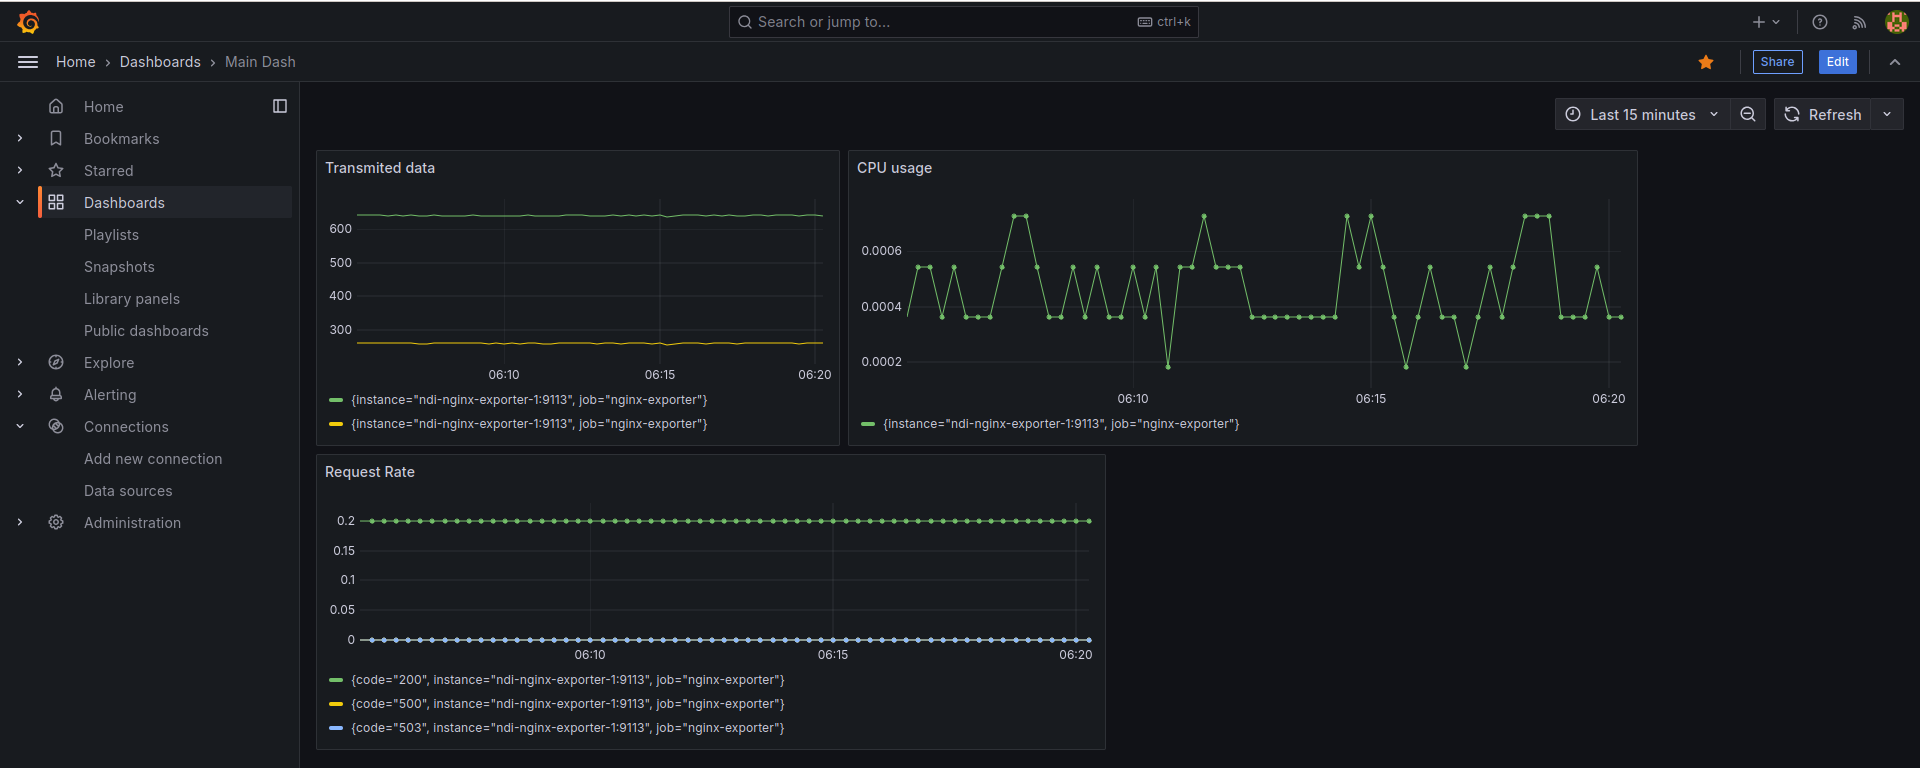 Search or jump to...
ctrl+k
Home › Dashboards › Main Dash
Share
Edit
Home
Bookmarks
Starred
Dashboards
Playlists
Snapshots
Library panels
Public dashboards
Explore
Alerting
Connections
Add new connection
Data sources
Administration
Last 15 minutes
Refresh
Transmited data
600
500
400
300
06:10
06:15
06:20
{instance="ndi-nginx-exporter-1:9113", job="nginx-exporter"}
{instance="ndi-nginx-exporter-1:9113", job="nginx-exporter"}
CPU usage
0.0006
0.0004
0.0002
06:10
06:15
06:20
{instance="ndi-nginx-exporter-1:9113", job="nginx-exporter"}
Request Rate
0.2
0.15
0.1
0.05
0
06:10
06:15
06:20
{code="200", instance="ndi-nginx-exporter-1:9113", job="nginx-exporter"}
{code="500", instance="ndi-nginx-exporter-1:9113", job="nginx-exporter"}
{code="503", instance="ndi-nginx-exporter-1:9113", job="nginx-exporter"}